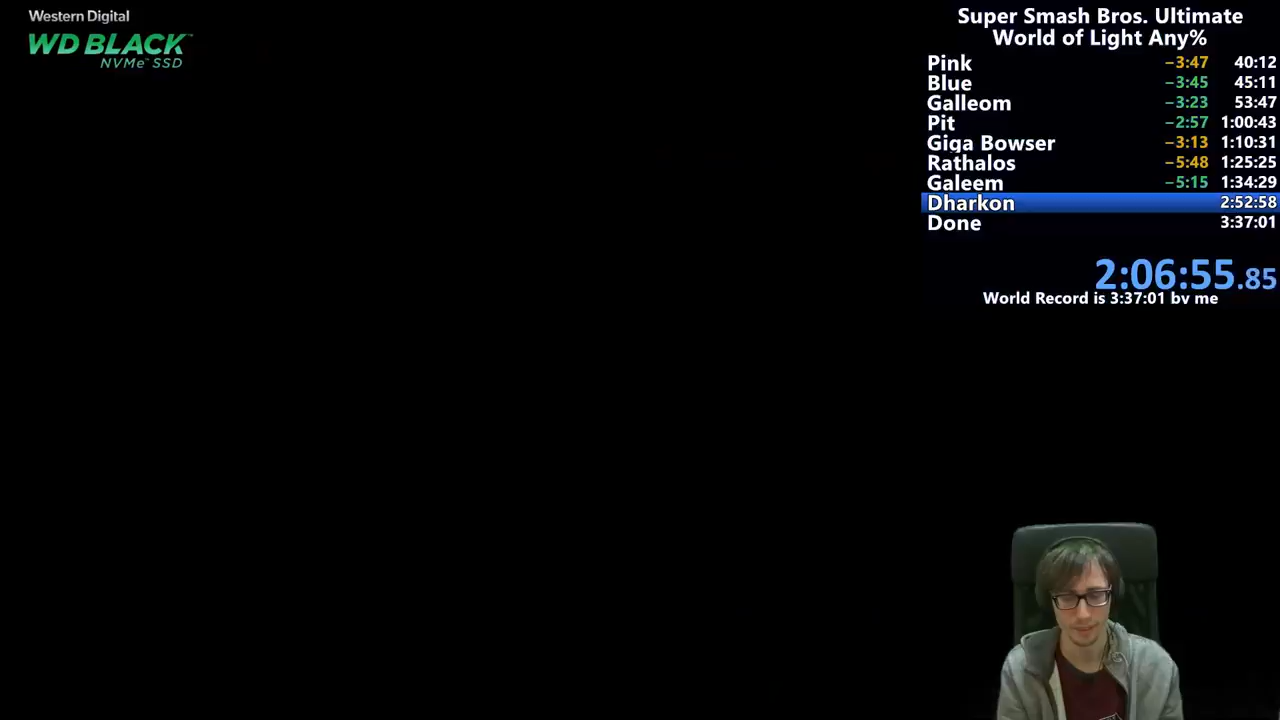 Western Digital
WD BLACK
NVMe™ SSD
Super Smash Bros. Ultimate
World of Light Any%
Pink −3:47 40:12
Blue −3:45 45:11
Galleom −3:23 53:47
Pit −2:57 1:00:43
Giga Bowser −3:13 1:10:31
Rathalos −5:48 1:25:25
Galeem −5:15 1:34:29
Dharkon 2:52:58
Done 3:37:01
2:06:55.85
World Record is 3:37:01 by me